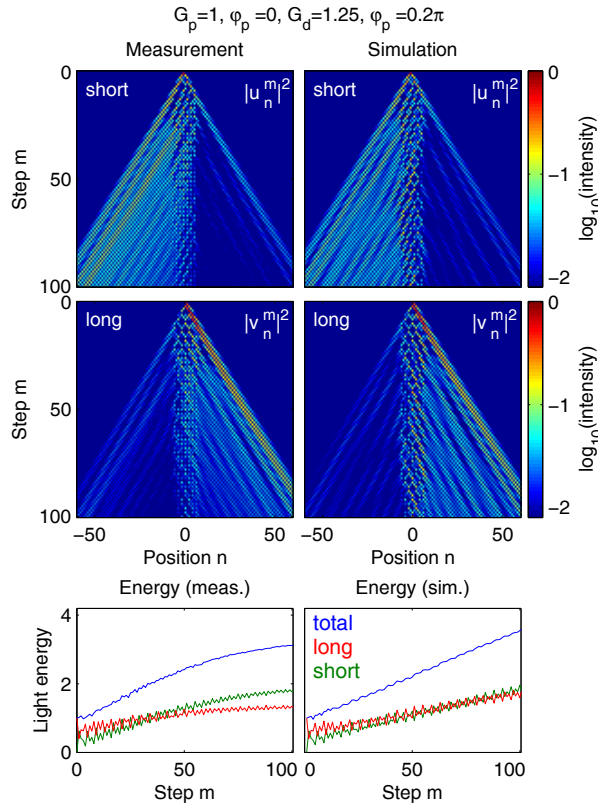 G_p=1, φ_p =0, G_d=1.25, φ_p =0.2π
Measurement Simulation
0
short |u_n^m|^2 short |u_n^m|^2
50
100
Step m
0
-1
-2
log_10(intensity)
0
long |v_n^m|^2 long |v_n^m|^2
50
100
Step m
−50 0 50 −50 0 50
Position n Position n
0
-1
-2
log_10(intensity)
Energy (meas.) Energy (sim.)
4
2
0
Light energy
total
long
short
0 50 100 0 50 100
Step m Step m